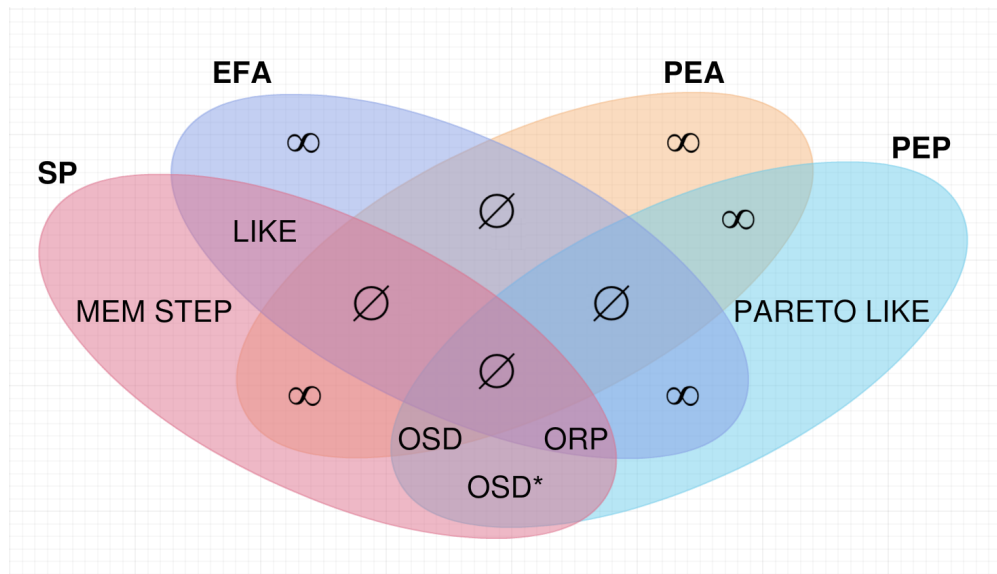 EFA
PEA
PEP
SP
∞
∞
∞
LIKE
∅
MEM STEP
∅
∅
PARETO LIKE
∅
∞
∞
OSD
ORP
OSD*